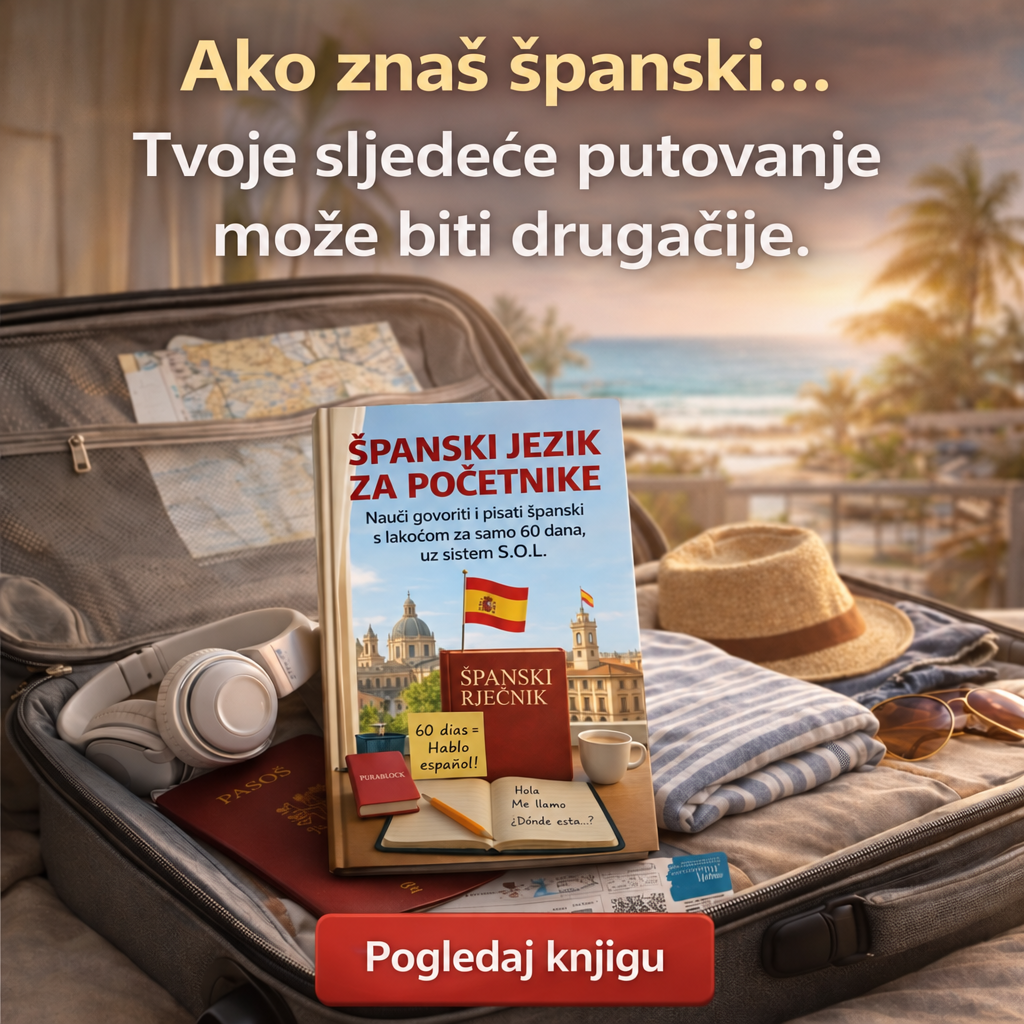 Ako znaš španski...
Tvoje sljedeće putovanje
može biti drugačije.
ŠPANSKI JEZIK
ZA POČETNIKE
Nauči govoriti i pisati španski
s lakoćom za samo 60 dana,
uz sistem S.O.L.
ŠPANSKI
RJEČNIK
60 dias =
Hablo
español!
PURABLOCK
Hola
Me llamo
¿Dónde esta...?
PASOŠ
Pogledaj knjigu